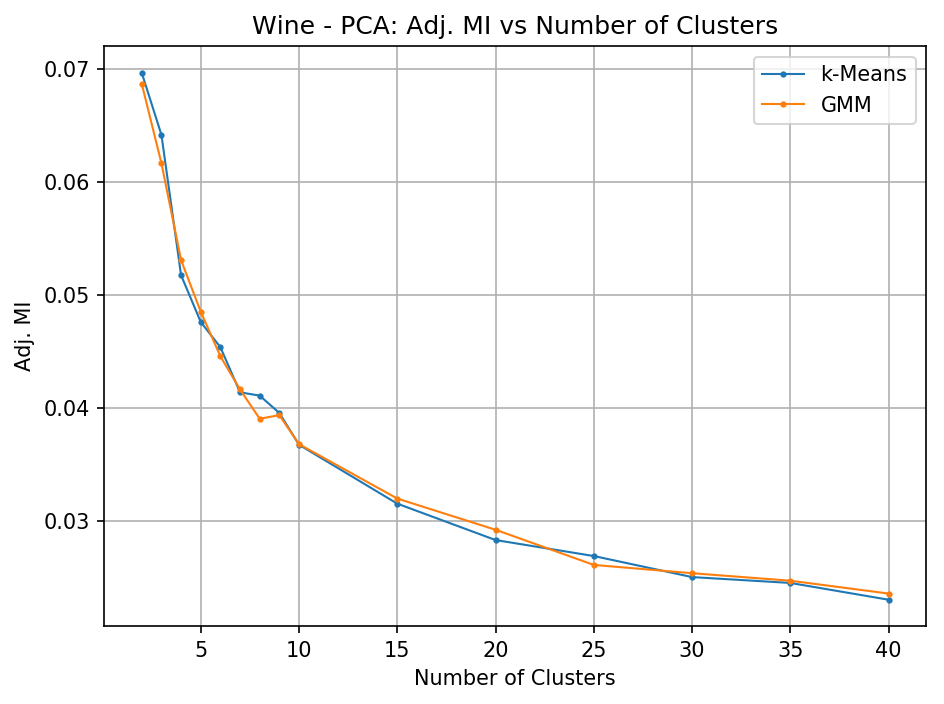 Wine - PCA: Adj. MI vs Number of Clusters
k-Means
GMM
Adj. MI
0.07
0.06
0.05
0.04
0.03
5 10 15 20 25 30 35 40
Number of Clusters